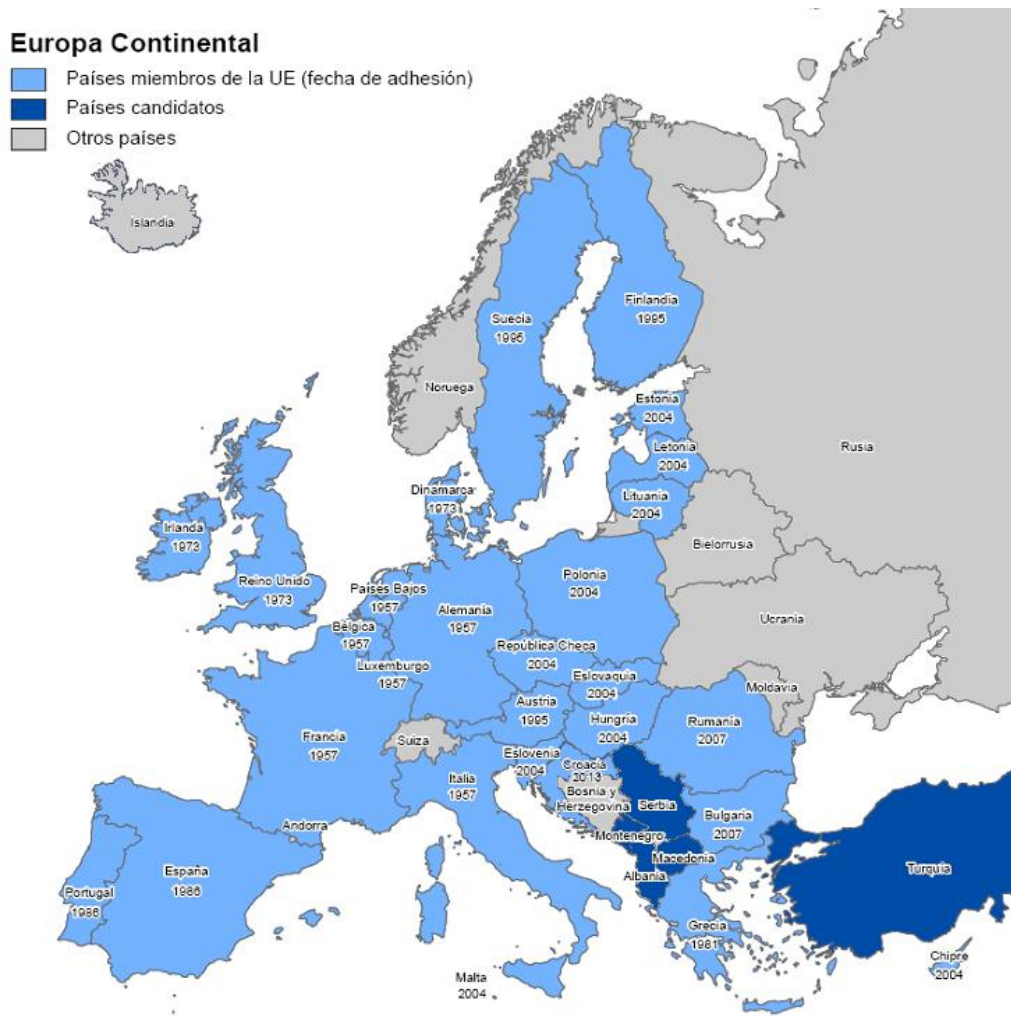 Europa Continental
Países miembros de la UE (fecha de adhesión)
Países candidatos
Otros países
Islandia
Finlandia
1995
Suecia
1995
Noruega
Estonia
2004
Rusia
Letonia
2004
Dinamarca
1973
Lituania
2004
Irlanda
1973
Bielorrusia
Reino Unido
1973
Países Bajos
1957
Alemania
1957
Polonia
2004
Ucrania
Bélgica
1957
República Checa
2004
Luxemburgo
1957
Eslovaquia
2004
Moldavia
Austria
1995
Hungría
2004
Rumanía
2007
Francia
1957
Suiza
Eslovenia
2004
Croacia
2013
Italia
1957
Bosnia y
Herzegovina
Serbia
Bulgaria
2007
Andorra
Montenegro
Macedonia
España
1986
Albania
Turquía
Portugal
1986
Grecia
1981
Malta
2004
Chipre
2004